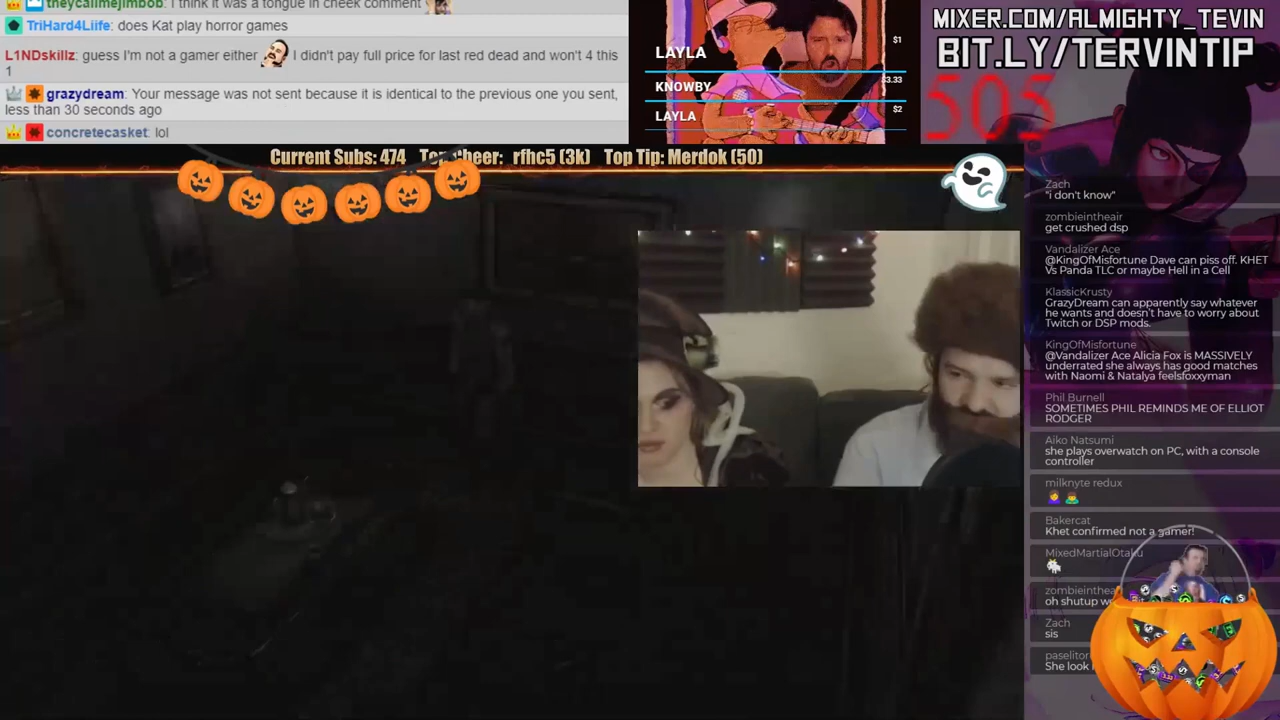 theycallmejimbob: I think it was a tongue in cheek comment
TriHard4Liife: does Kat play horror games
L1NDskillz: guess I'm not a gamer either I didn't pay full price for last red dead and won't 4 this
1
grazydream: Your message was not sent because it is identical to the previous one you sent,
less than 30 seconds ago
concretecasket: lol
LAYLA $1
KNOWBY $3.33
LAYLA $2
MIXER.COM/ALMIGHTY_TEVIN
BIT.LY/TERVINTIP
505
Current Subs: 474 Top Cheer: rfhc5 (3k) Top Tip: Merdok (50)
Zach
"i don't know"
zombieintheair
get crushed dsp
Vandalizer Ace
@KingOfMisfortune Dave can piss off. KHET
Vs Panda TLC or maybe Hell in a Cell
KlassicKrusty
GrazyDream can apparently say whatever
he wants and doesn't have to worry about
Twitch or DSP mods.
KingOfMisfortune
@Vandalizer Ace Alicia Fox is MASSIVELY
underrated she always has good matches
with Naomi & Natalya feelsfoxxyman
Phil Burnell
SOMETIMES PHIL REMINDS ME OF ELLIOT
RODGER
Aiko Natsumi
she plays overwatch on PC, with a console
controller
milknyte redux
Bakercat
Khet confirmed not a gamer!
MixedMartialOtaku
zombieinthea
oh shutup w
Zach
sis
paselitor
She look